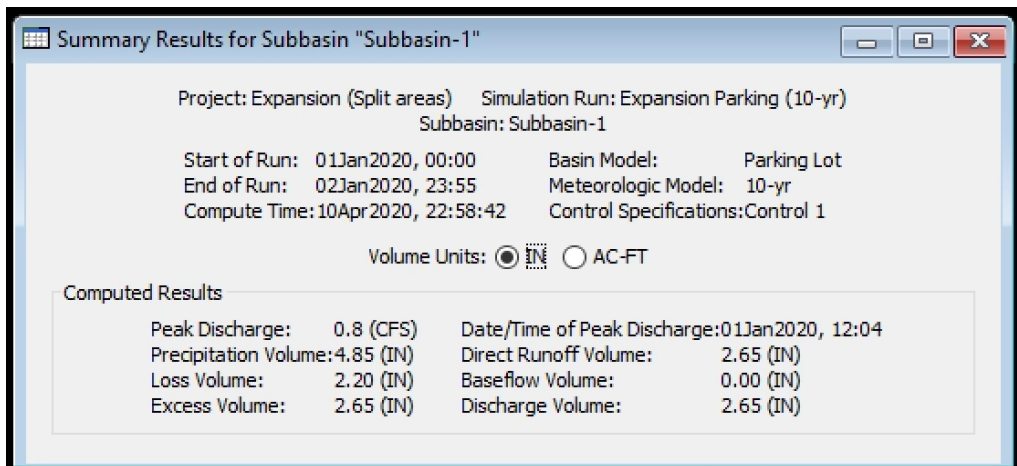 Summary Results for Subbasin "Subbasin-1"
Project: Expansion (Split areas) Simulation Run: Expansion Parking (10-yr)
Subbasin: Subbasin-1
Start of Run: 01Jan2020, 00:00 Basin Model: Parking Lot
End of Run: 02Jan2020, 23:55 Meteorologic Model: 10-yr
Compute Time:10Apr2020, 22:58:42 Control Specifications:Control 1
Volume Units: IN AC-FT
Computed Results
Peak Discharge: 0.8 (CFS) Date/Time of Peak Discharge:01Jan2020, 12:04
Precipitation Volume:4.85 (IN) Direct Runoff Volume: 2.65 (IN)
Loss Volume: 2.20 (IN) Baseflow Volume: 0.00 (IN)
Excess Volume: 2.65 (IN) Discharge Volume: 2.65 (IN)